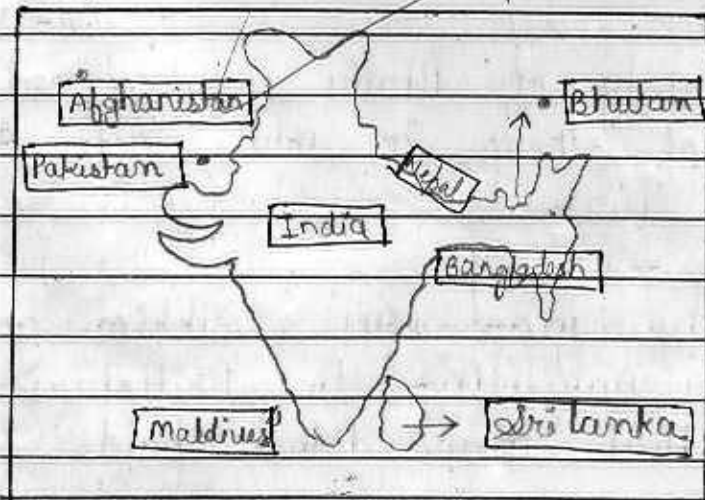 Afghanistan
Bhutan
Pakistan
Nepal
India
Bangladesh
Maldives
Sri lanka